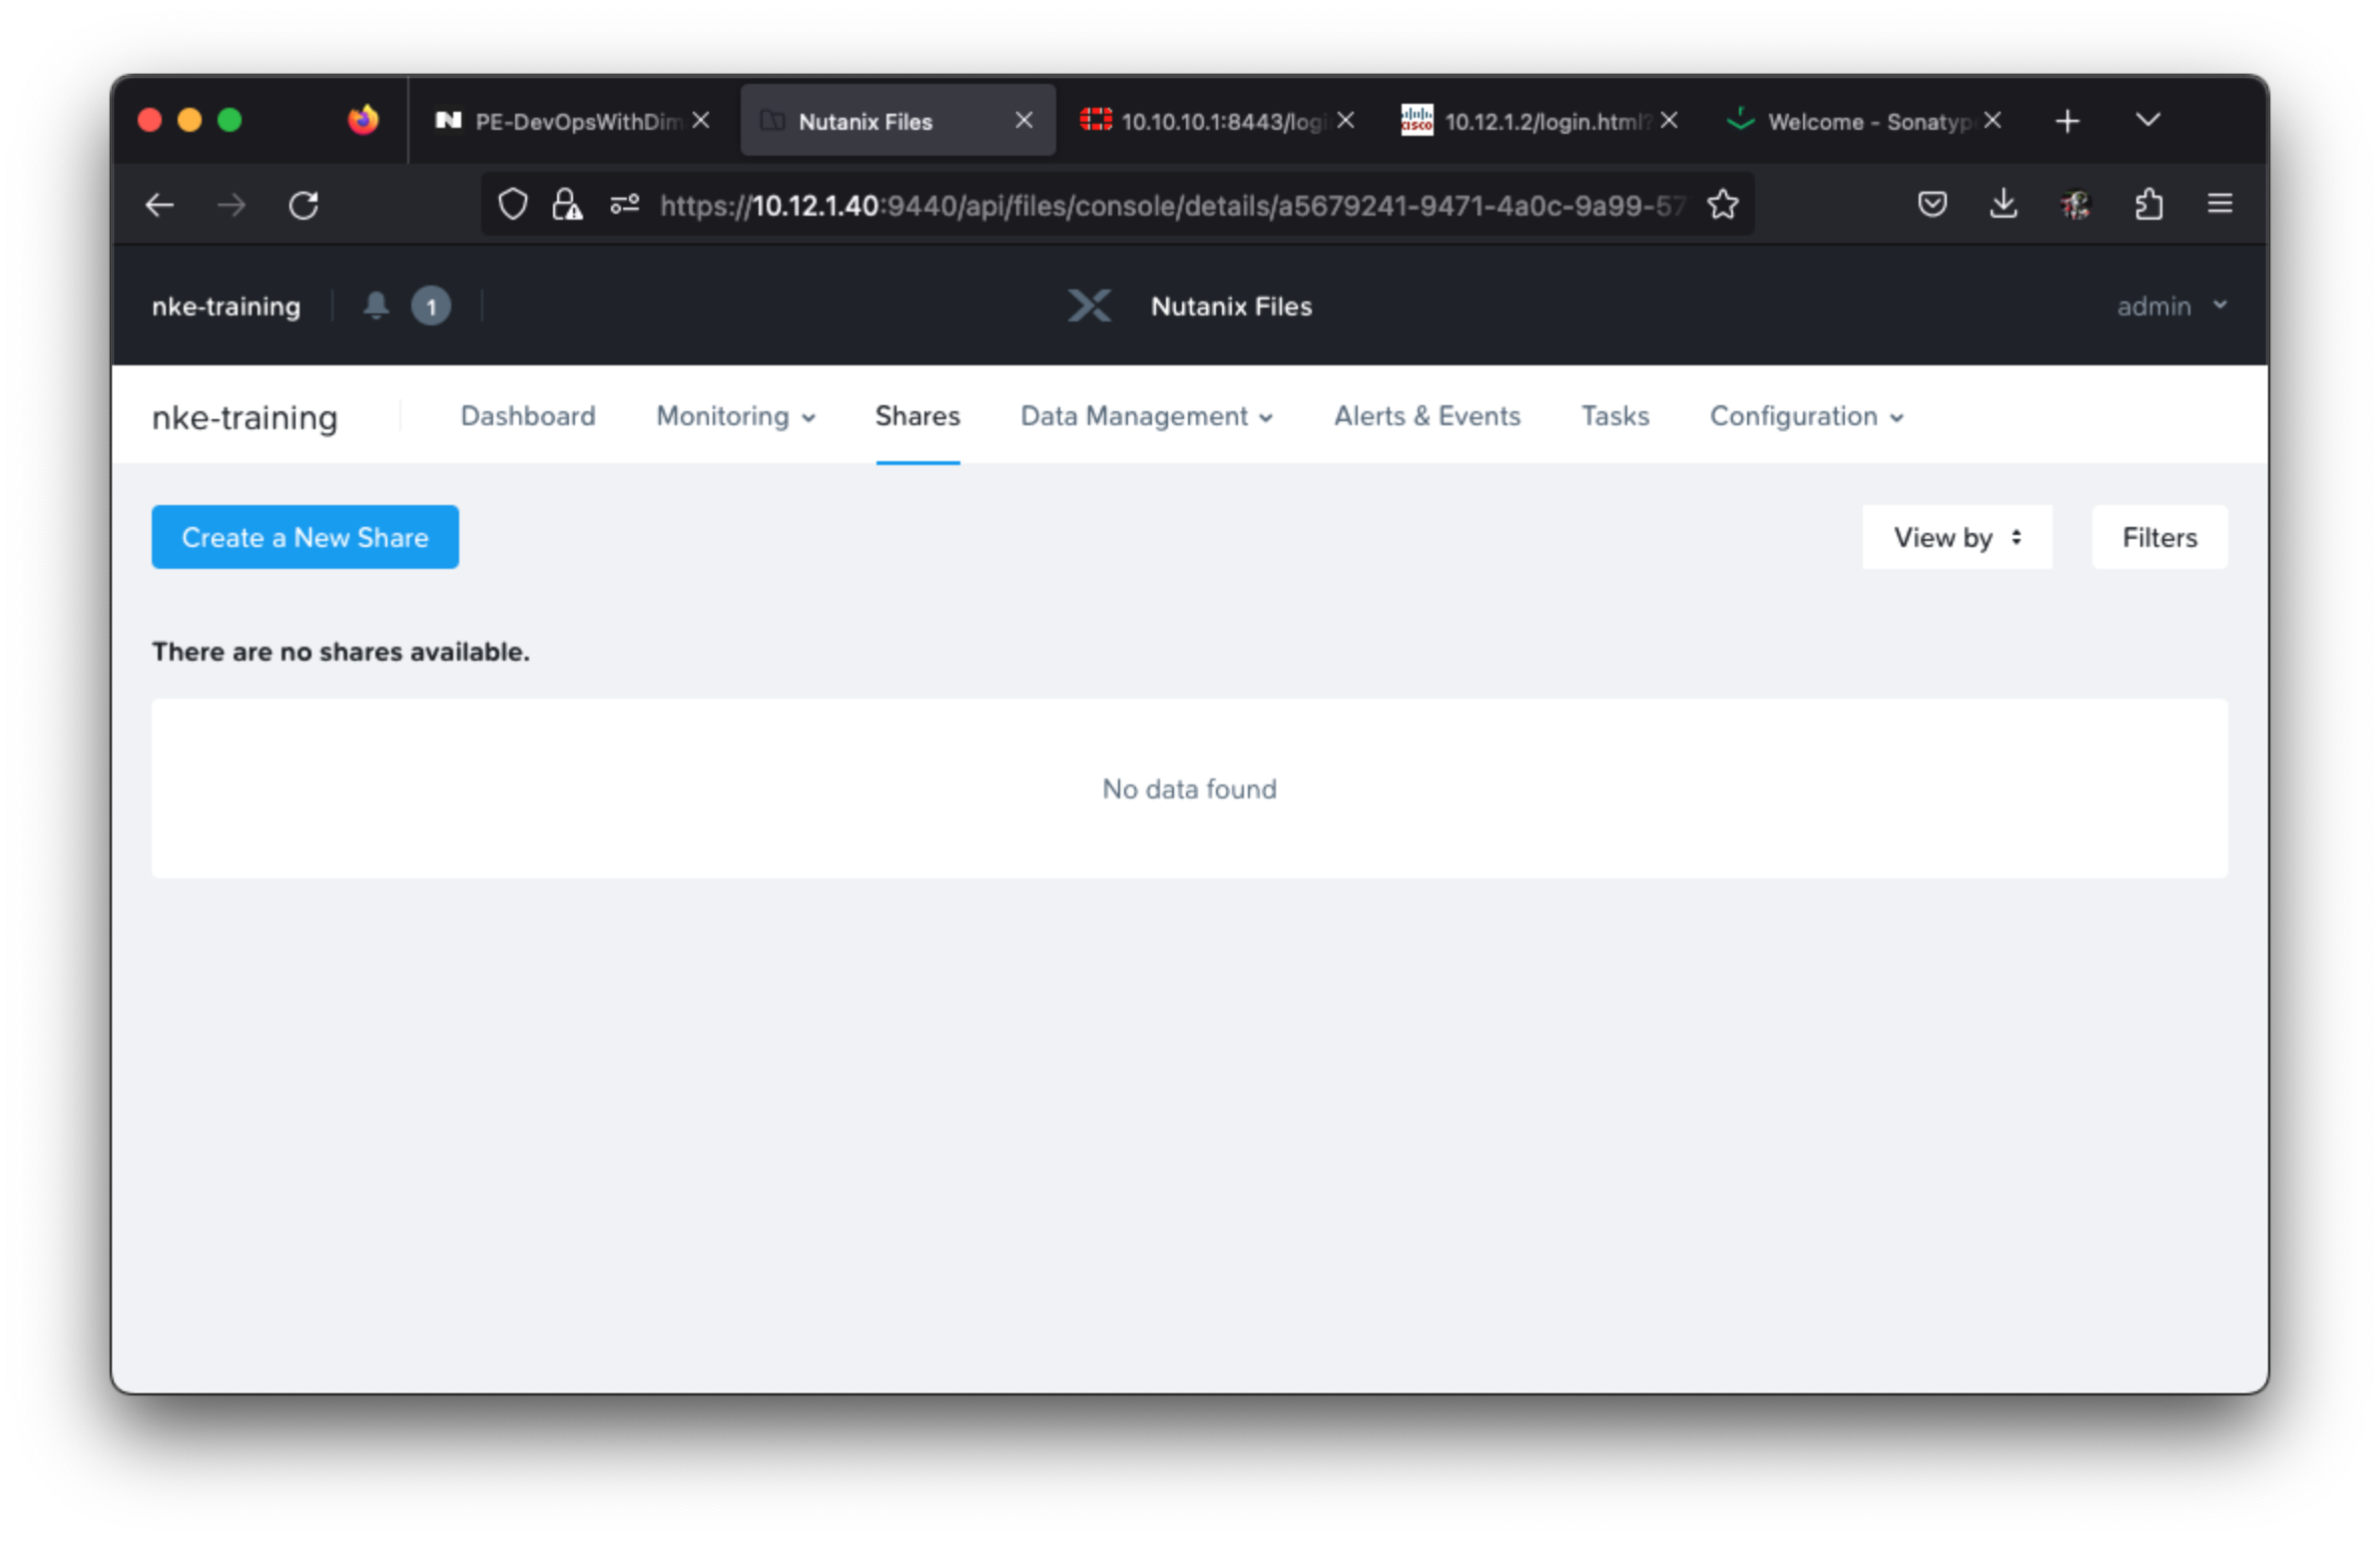 PE-DevOpsWithDim
Nutanix Files
10.10.10.1:8443/logi
10.12.1.2/login.html?
Welcome - Sonatyp
https://10.12.1.40:9440/api/files/console/details/a5679241-9471-4a0c-9a99-57
nke-training
1
Nutanix Files
admin
nke-training
Dashboard
Monitoring
Shares
Data Management
Alerts & Events
Tasks
Configuration
Create a New Share
View by
Filters
There are no shares available.
No data found